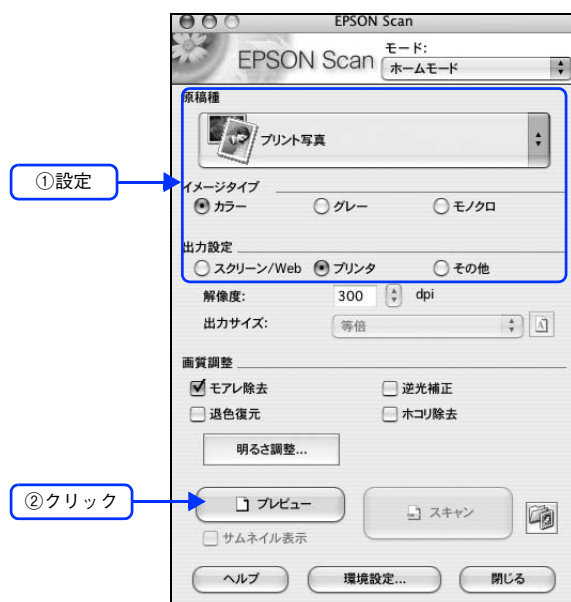 EPSON Scan
EPSON Scan
モード:
ホームモード
原稿種
プリント写真
①設定
イメージタイプ
カラー グレー モノクロ
出力設定
スクリーン/Web プリンタ その他
解像度: 300 dpi
出力サイズ: 等倍
画質調整
モアレ除去 逆光補正
退色復元 ホコリ除去
明るさ調整...
②クリック
プレビュー スキャン
サムネイル表示
ヘルプ 環境設定... 閉じる